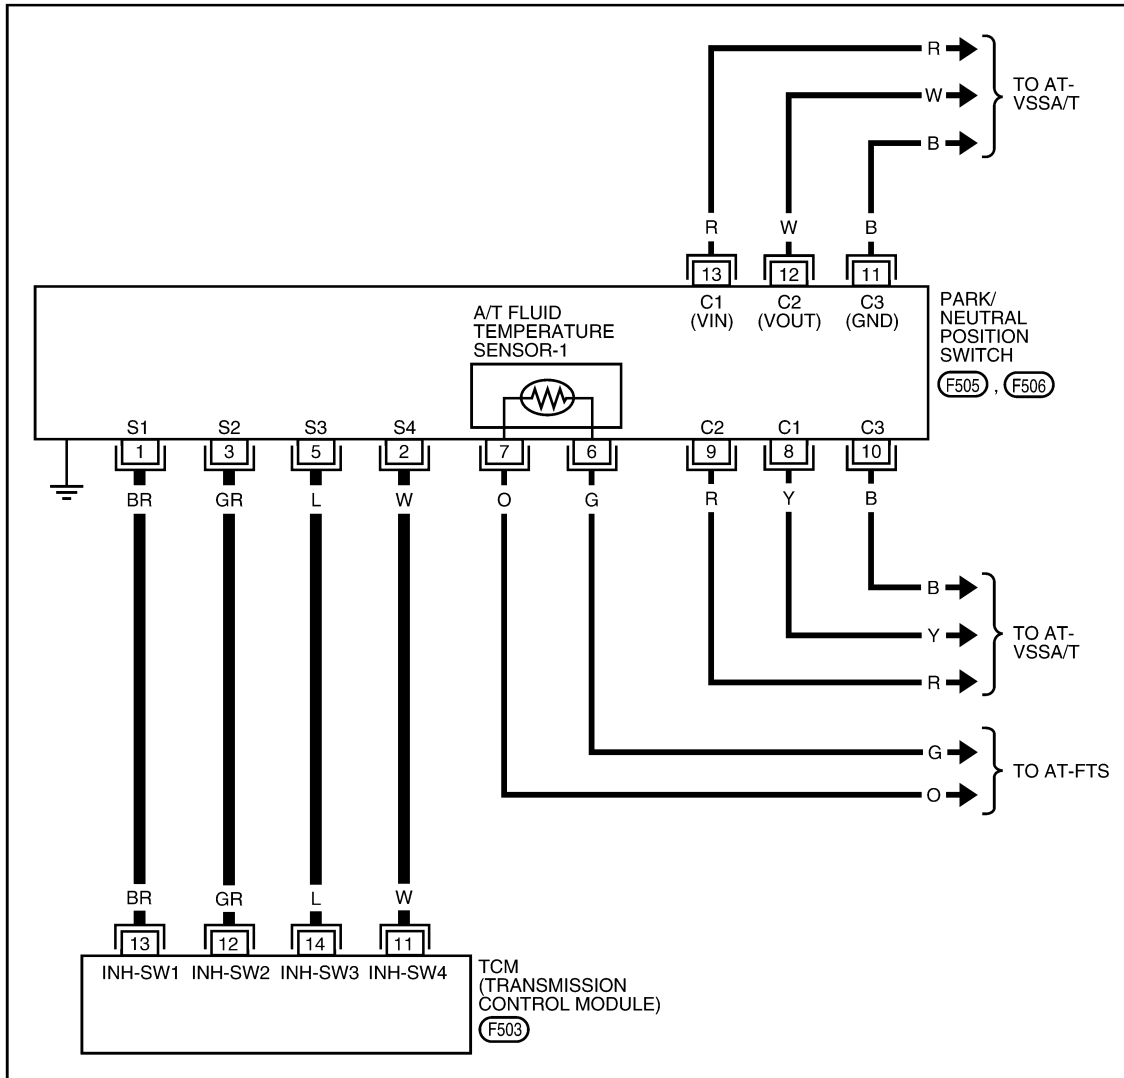 R
TO AT-
VSSA/T
W
B
R W B
13 12 11
C1 C2 C3
(VIN) (VOUT) (GND)
PARK/
NEUTRAL
POSITION
SWITCH
F505 , F506
A/T FLUID
TEMPERATURE
SENSOR-1
S1 S2 S3 S4 C2 C1 C3
1 3 5 2 7 6 9 8 10
BR GR L W O G R Y B
B
Y
R
TO AT-
VSSA/T
G
O
TO AT-FTS
BR GR L W
13 12 14 11
INH-SW1 INH-SW2 INH-SW3 INH-SW4
TCM
(TRANSMISSION
CONTROL MODULE)
F503